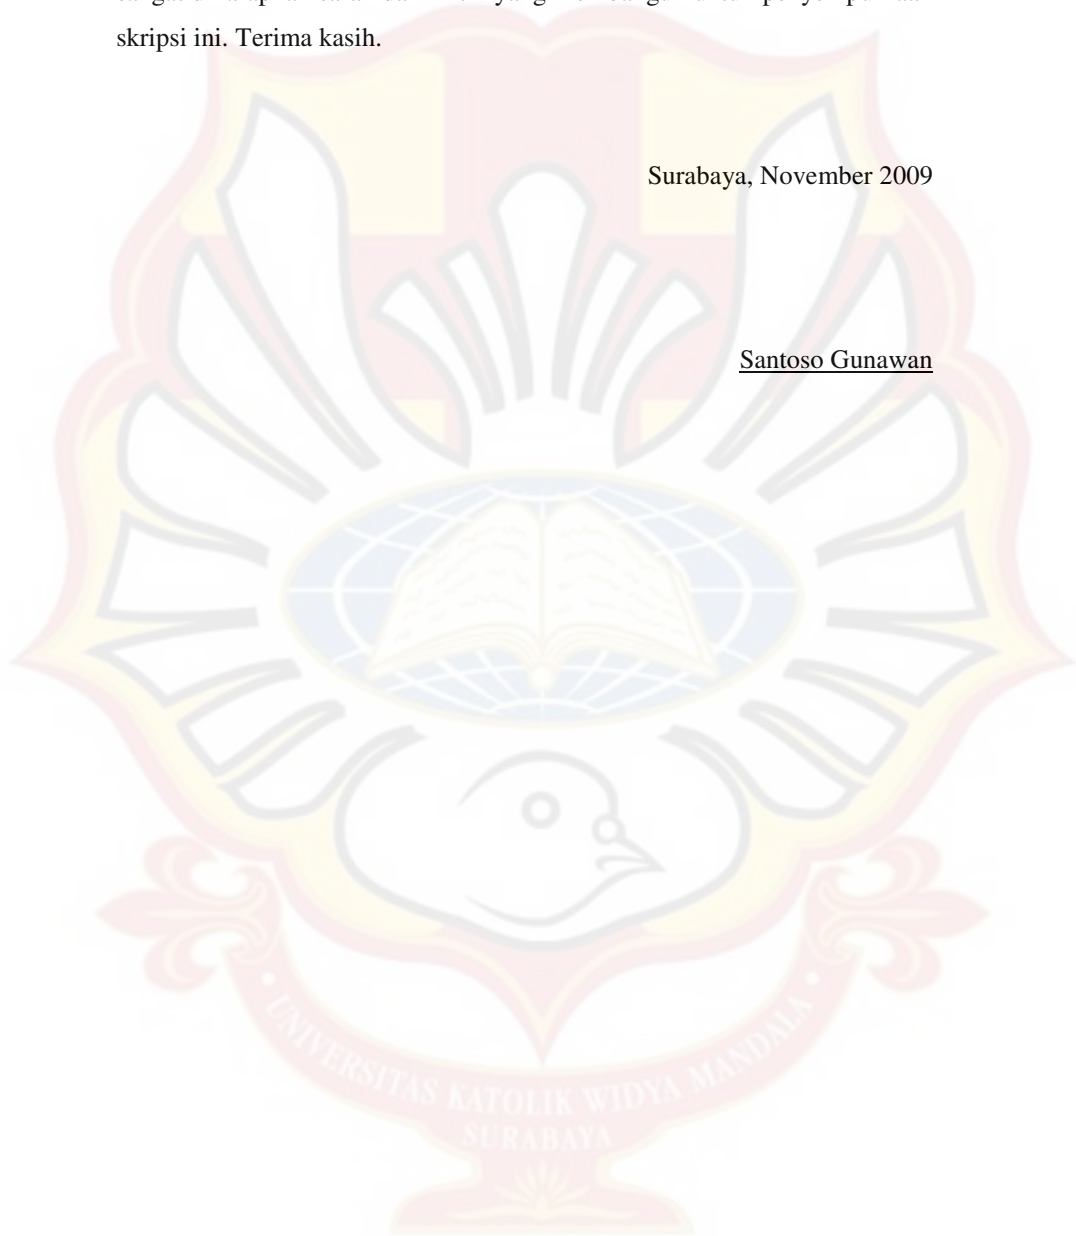 skripsi ini. Terima kasih.
Surabaya, November 2009
Santoso Gunawan
• UNIVERSITAS KATOLIK WIDYA MANDALA •
SURABAYA